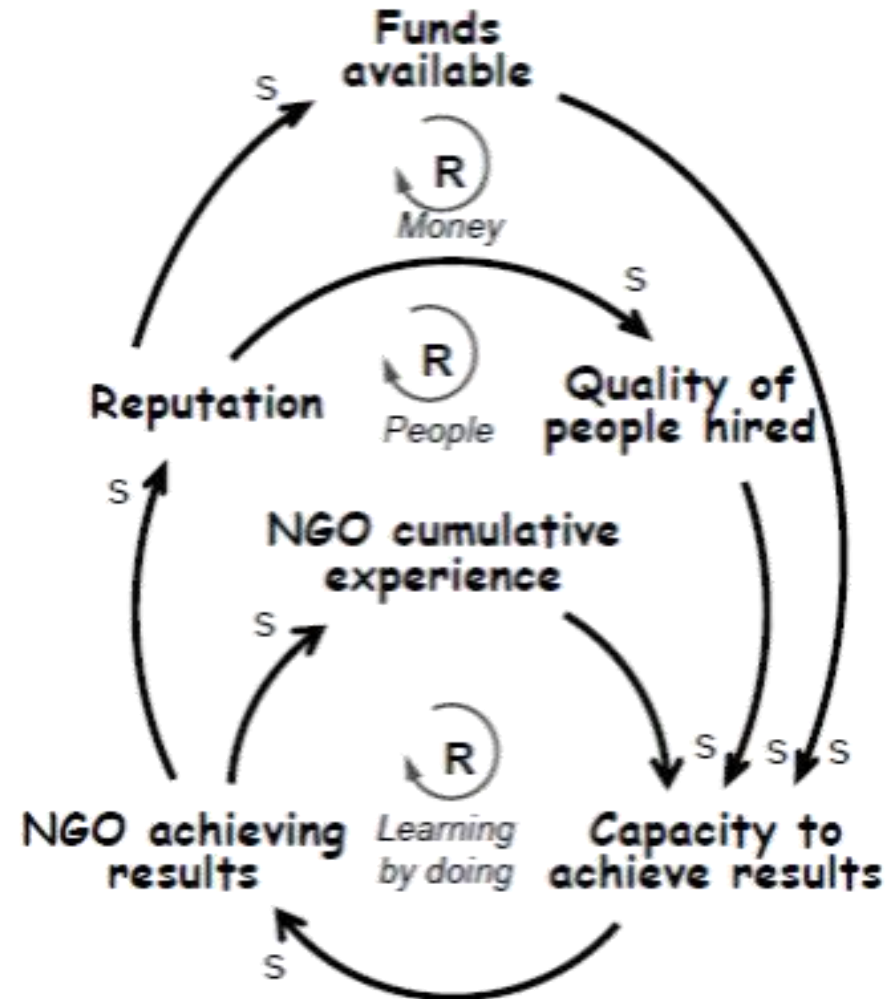 Funds
available
S
R
Money
S
R
People
Reputation
Quality of
people hired
S
NGO cumulative
experience
S
S S S
R
Learning
by doing
NGO achieving
results
Capacity to
achieve results
S